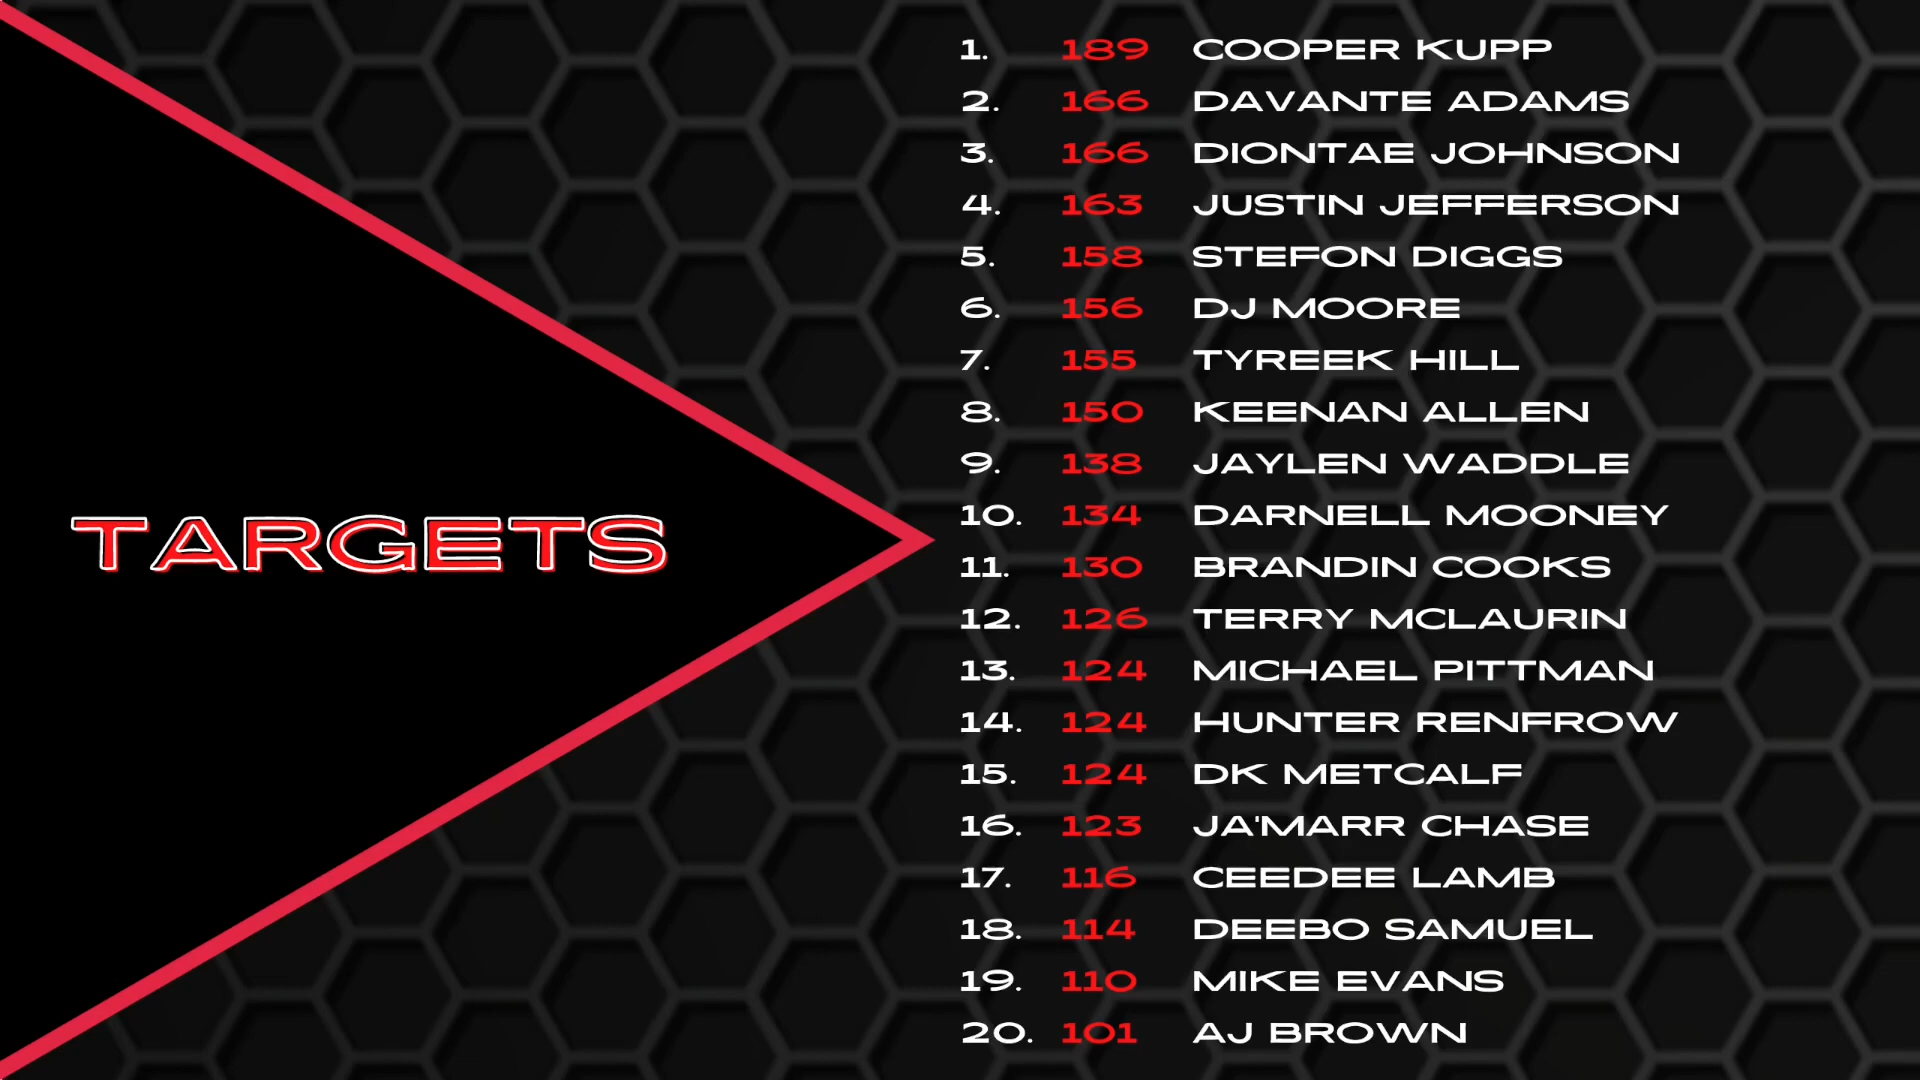 TARGETS
1. 189 COOPER KUPP
2. 166 DAVANTE ADAMS
3. 166 DIONTAE JOHNSON
4. 163 JUSTIN JEFFERSON
5. 158 STEFON DIGGS
6. 156 DJ MOORE
7. 155 TYREEK HILL
8. 150 KEENAN ALLEN
9. 138 JAYLEN WADDLE
10. 134 DARNELL MOONEY
11. 130 BRANDIN COOKS
12. 126 TERRY MCLAURIN
13. 124 MICHAEL PITTMAN
14. 124 HUNTER RENFROW
15. 124 DK METCALF
16. 123 JA'MARR CHASE
17. 116 CEEDEE LAMB
18. 114 DEEBO SAMUEL
19. 110 MIKE EVANS
20. 101 AJ BROWN